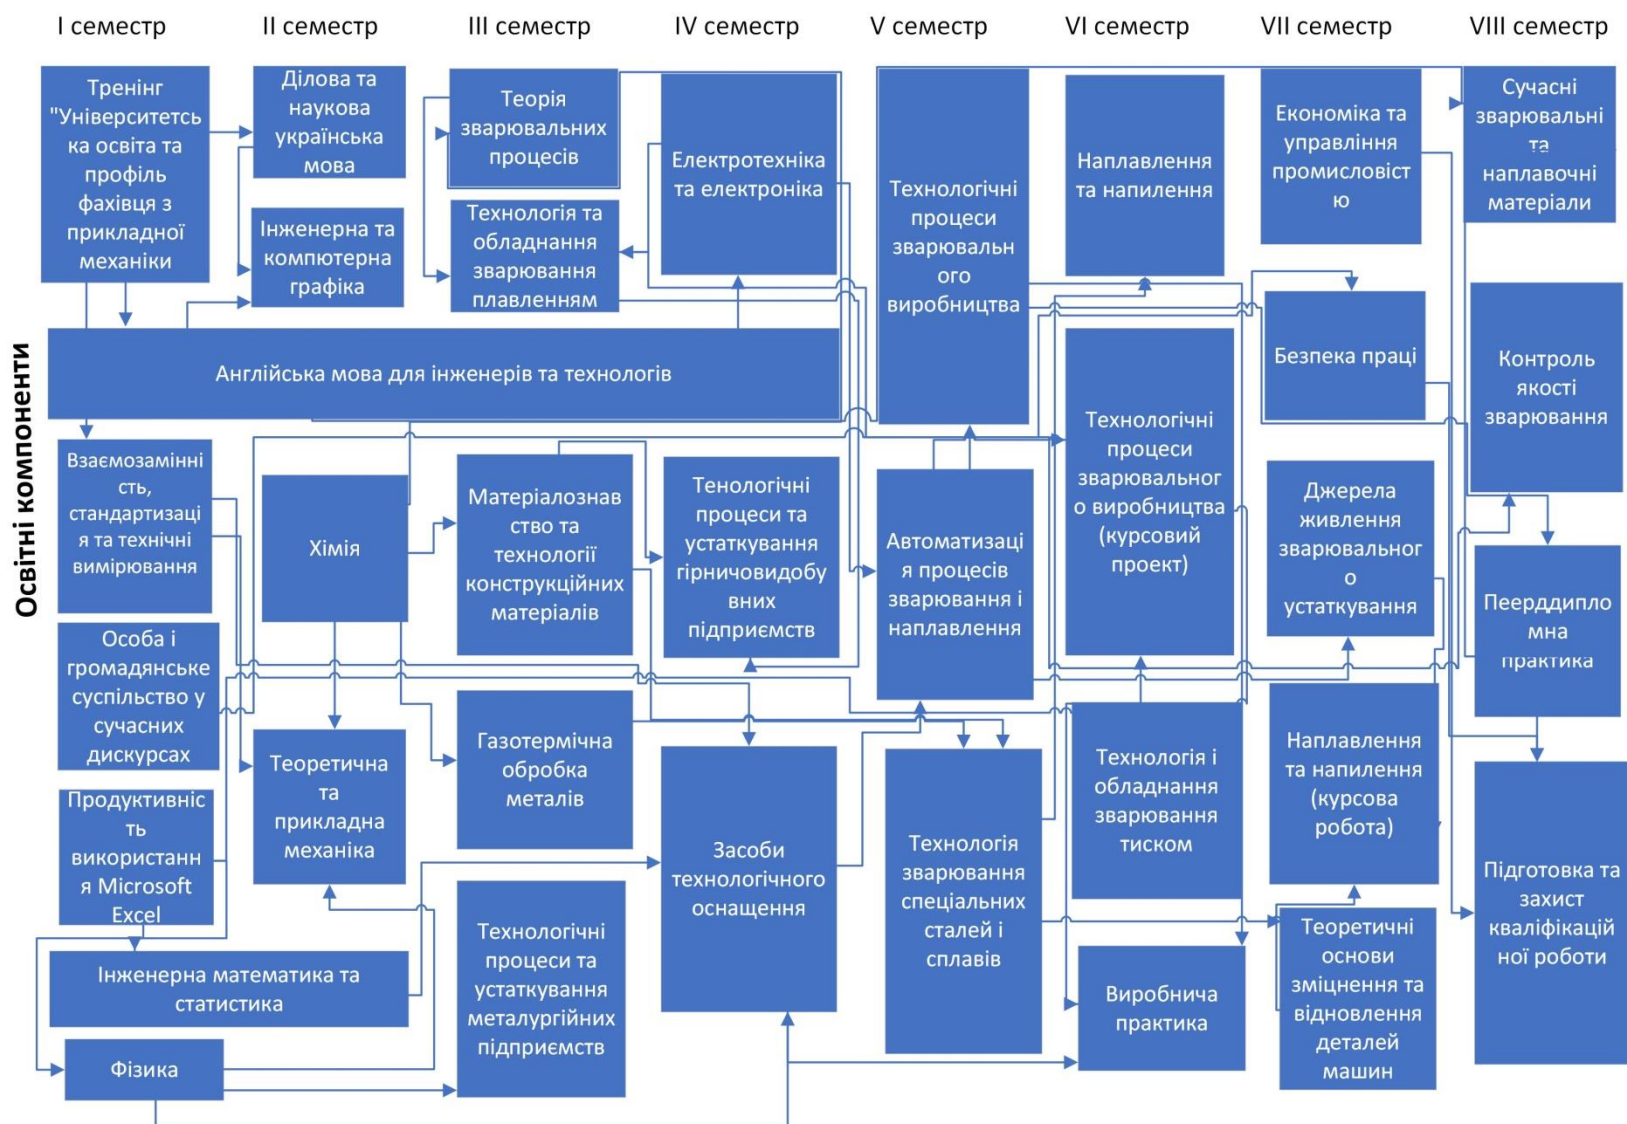 I семестр
II семестр
III семестр
IV семестр
V семестр
VI семестр
VII семестр
VIII семестр
Освітні компоненти
Тренінг
"Університетсь
ка освіта та
профіль
фахівця з
прикладної
механіки
Ділова та
наукова
українська
мова
Інженерна та
компютерна
графіка
Теорія
зварювальних
процесів
Технологія та
обладнання
зварювання
плавленням
Електротехніка
та електроніка
Технологічні
процеси
зварювальн
ого
виробництва
Наплавлення
та напилення
Економіка та
управління
промисловіст
ю
Сучасні
зварювальні
та
наплавочні
матеріали
Англійська мова для інженерів та технологів
Безпека праці
Контроль
якості
зварювання
Взаємозамінні
сть,
стандартизаці
я та технічні
вимірювання
Хімія
Матеріалознав
ство та
технології
конструкційних
матеріалів
Тенологічні
процеси та
устаткування
гірничовидобу
вних
підприємств
Автоматизаці
я процесів
зварювання і
наплавлення
Технологічні
процеси
зварювальног
о виробництва
(курсовий
проект)
Джерела
живлення
зварювальног
о
устаткування
Пеерддипло
мна
практика
Особа і
громадянське
суспільство у
сучасних
дискурсах
Теоретична
та
прикладна
механіка
Газотермічна
обробка
металів
Засоби
технологічного
оснащення
Технологія
зварювання
спеціальних
сталей і
сплавів
Технологія і
обладнання
зварювання
тиском
Наплавлення
та напилення
(курсова
робота)
Підготовка та
захист
кваліфікацій
ної роботи
Продуктивніс
ть
використанн
я Microsoft
Excel
Інженерна математика та
статистика
Технологічні
процеси та
устаткування
металургійних
підприємств
Виробнича
практика
Теоретичні
основи
зміцнення та
відновлення
деталей
машин
Фізика